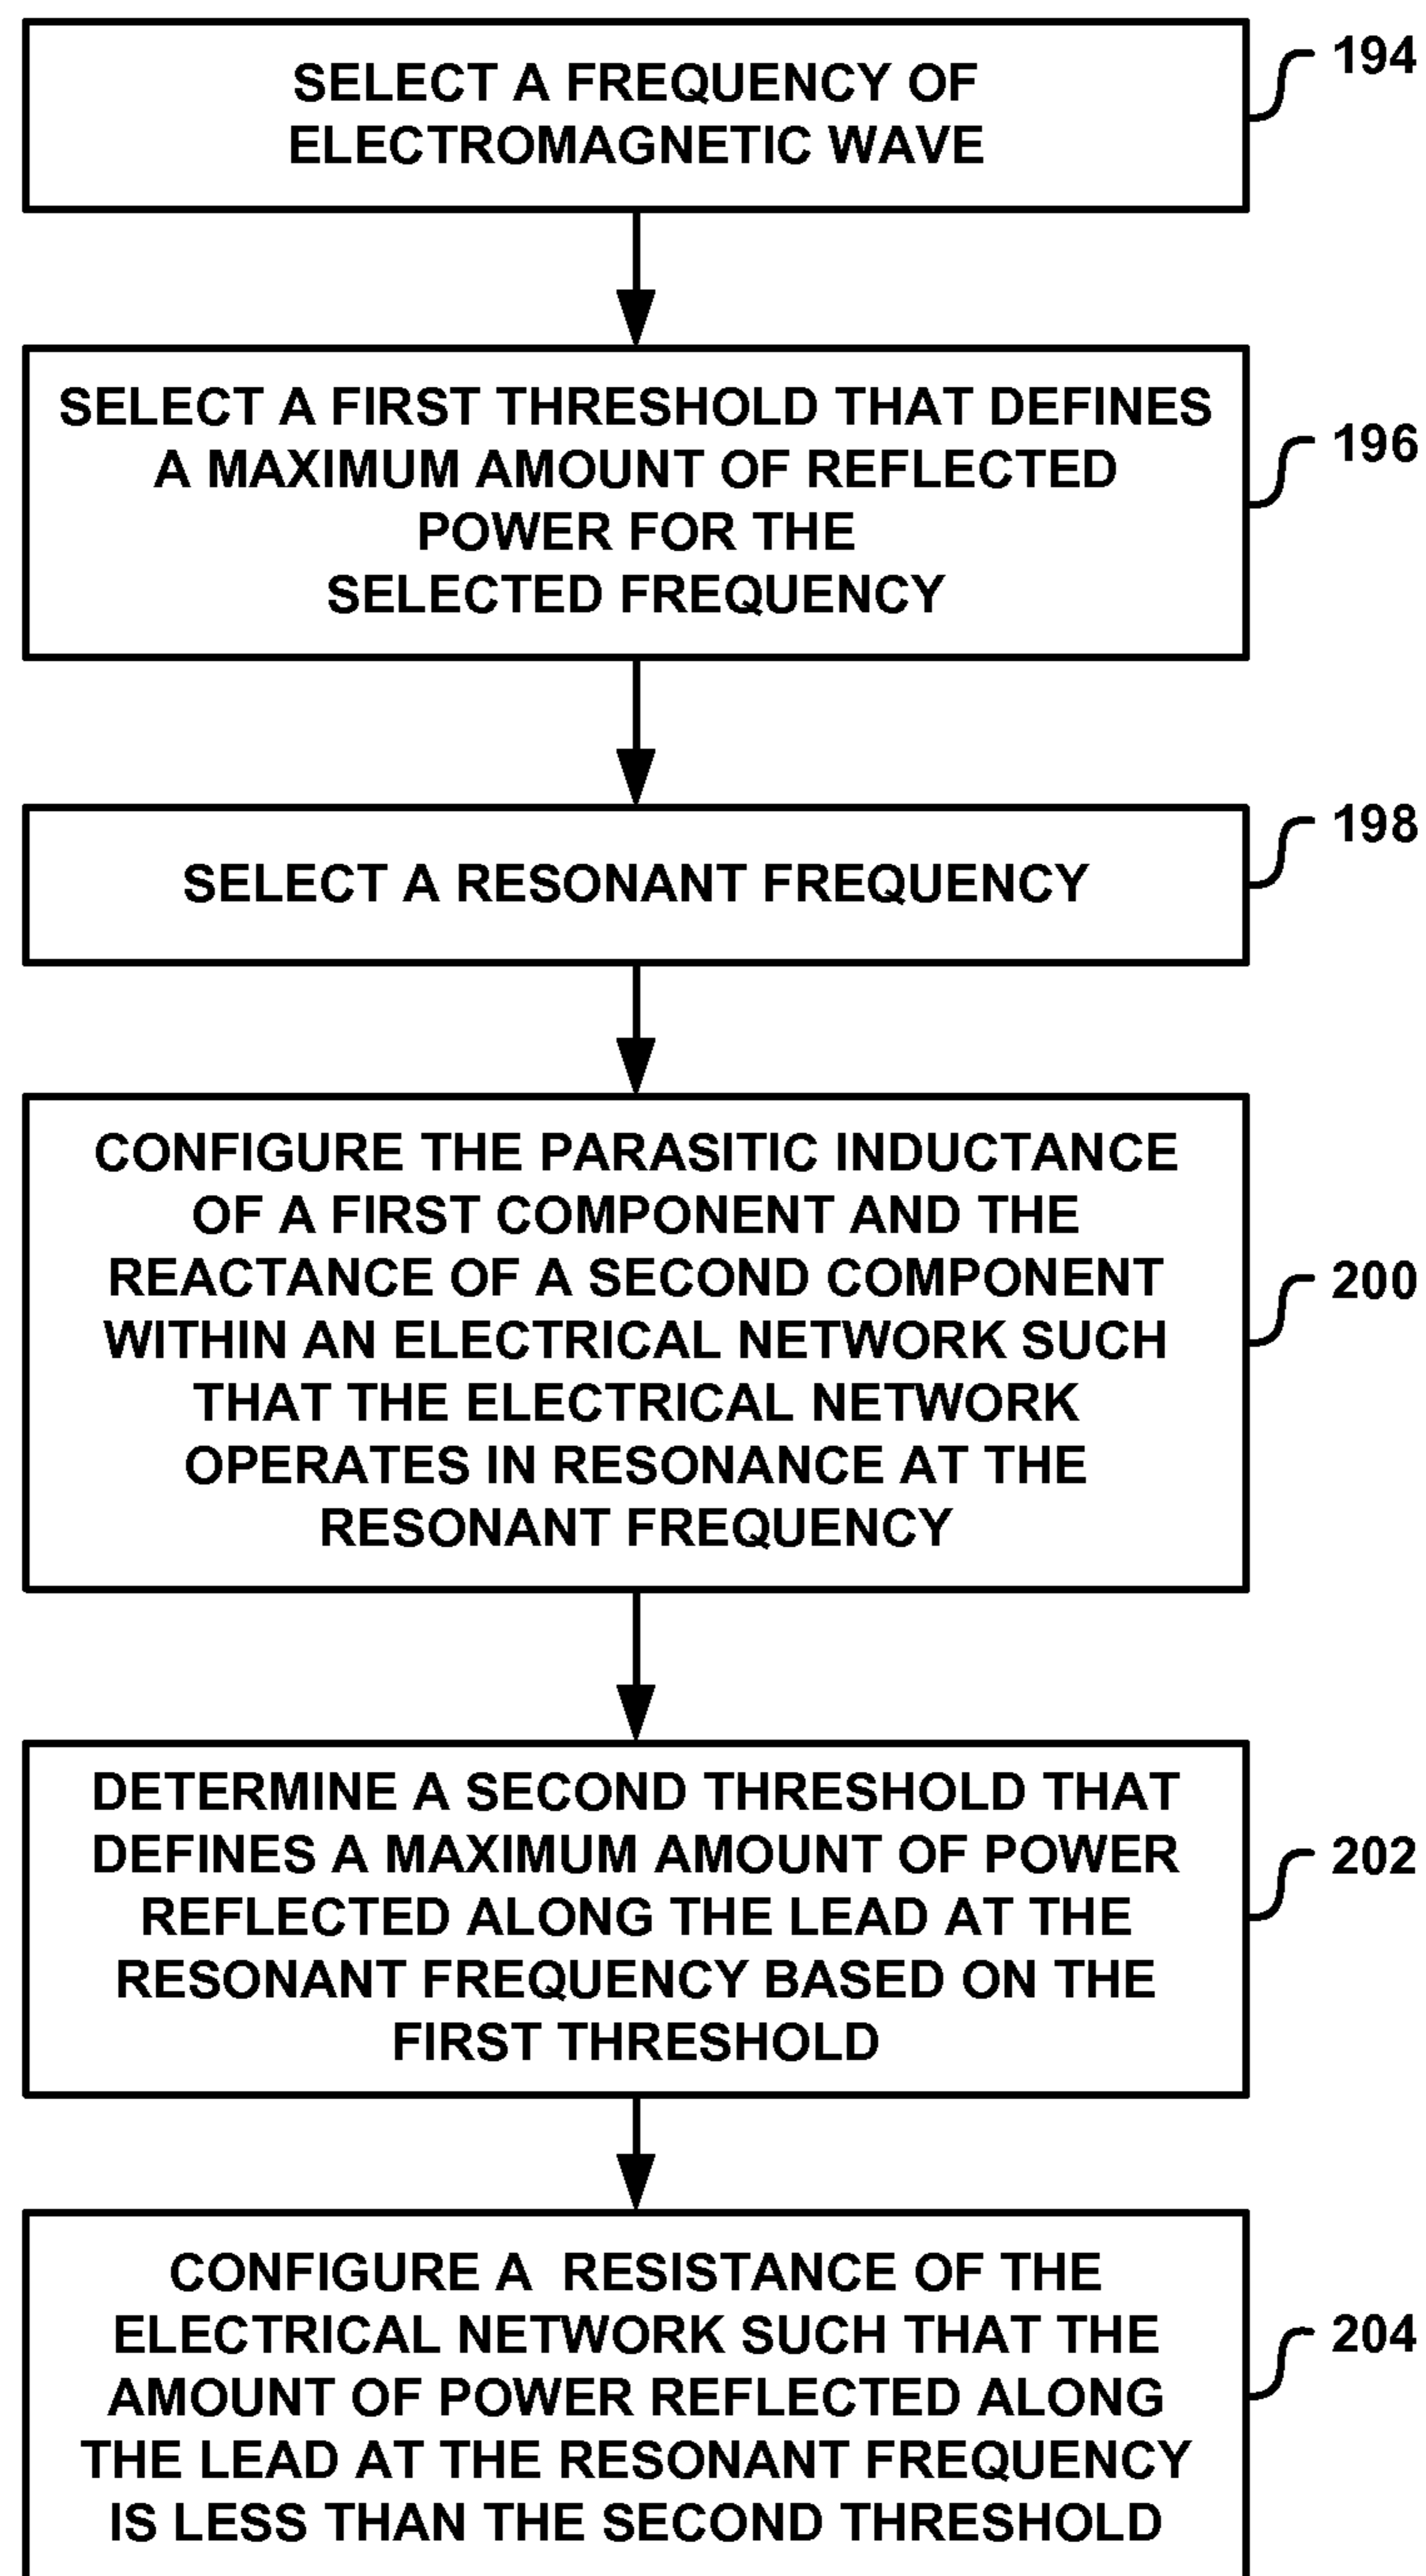 SELECT A FREQUENCY OF
ELECTROMAGNETIC WAVE
194
SELECT A FIRST THRESHOLD THAT DEFINES
A MAXIMUM AMOUNT OF REFLECTED
POWER FOR THE
SELECTED FREQUENCY
196
SELECT A RESONANT FREQUENCY
198
CONFIGURE THE PARASITIC INDUCTANCE
OF A FIRST COMPONENT AND THE
REACTANCE OF A SECOND COMPONENT
WITHIN AN ELECTRICAL NETWORK SUCH
THAT THE ELECTRICAL NETWORK
OPERATES IN RESONANCE AT THE
RESONANT FREQUENCY
200
DETERMINE A SECOND THRESHOLD THAT
DEFINES A MAXIMUM AMOUNT OF POWER
REFLECTED ALONG THE LEAD AT THE
RESONANT FREQUENCY BASED ON THE
FIRST THRESHOLD
202
CONFIGURE A RESISTANCE OF THE
ELECTRICAL NETWORK SUCH THAT THE
AMOUNT OF POWER REFLECTED ALONG
THE LEAD AT THE RESONANT FREQUENCY
IS LESS THAN THE SECOND THRESHOLD
204